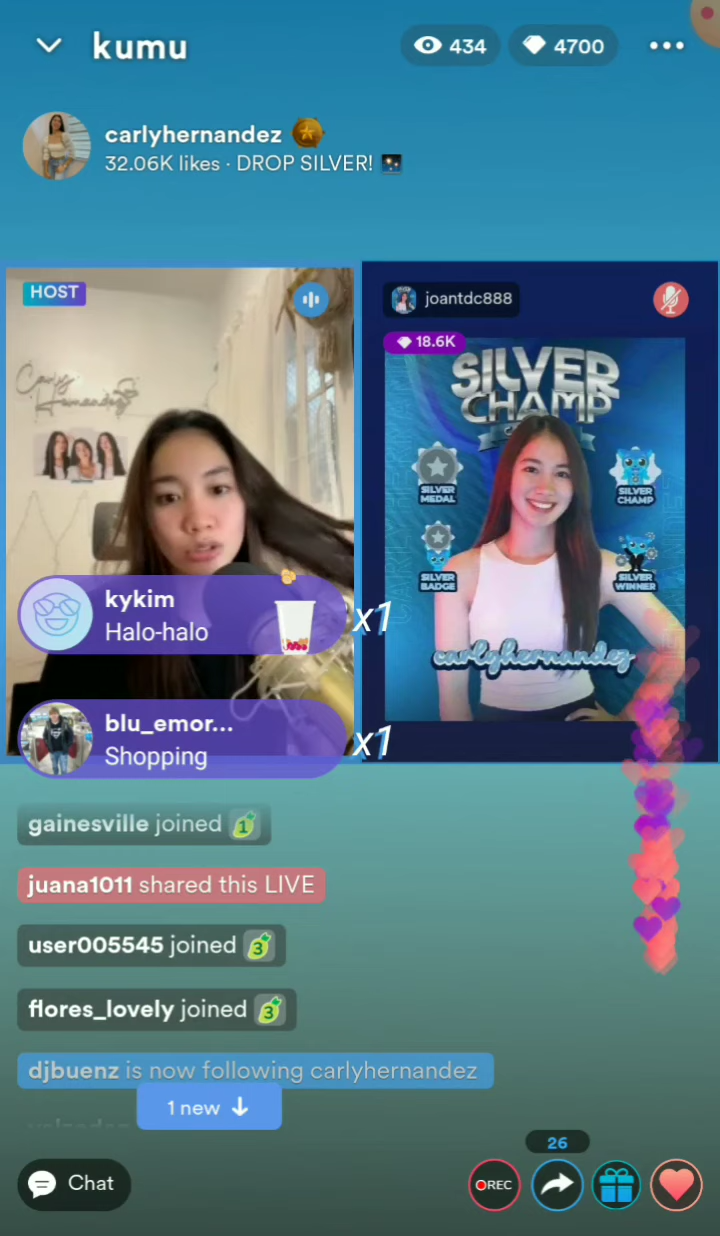 kumu
434
4700
carlyhernandez
32.06K likes · DROP SILVER!
HOST
Carly
Hernandez
joantdc888
18.6K
SILVER
CHAMP
SILVER
MEDAL
SILVER
CHAMP
SILVER
BADGE
SILVER
WINNER
carlyhernandez
kykim
Halo-halo
x1
blu_emor...
Shopping
x1
gainesville joined 1
juana1011 shared this LIVE
user005545 joined 3
flores_lovely joined 3
djbuenz is now following carlyhernandez
1 new
26
Chat
REC